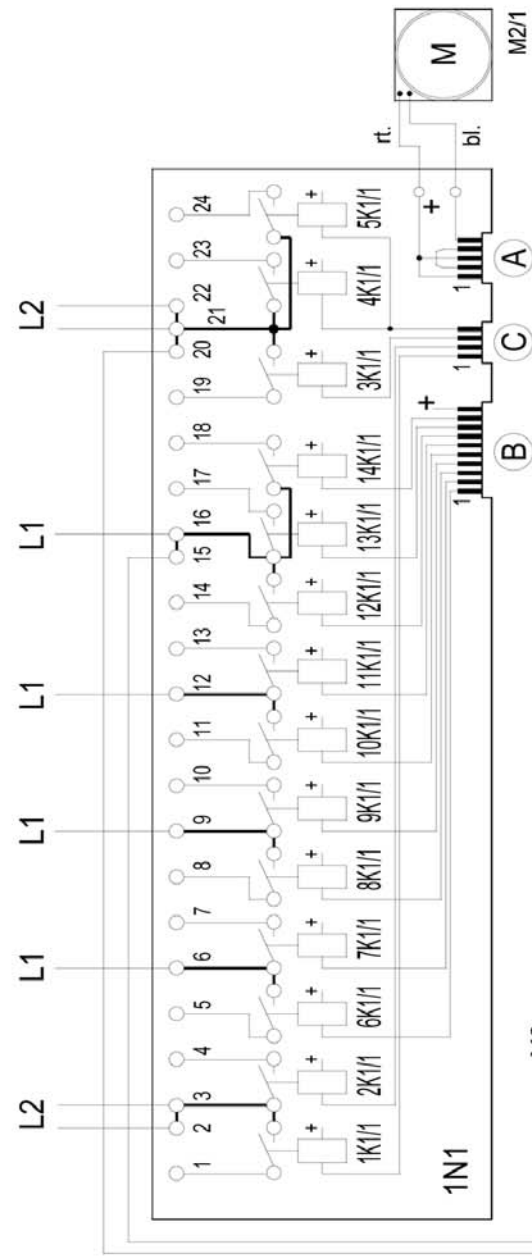 L2 L1 L1 L1 L1 L2
1 2 3 4 5 6 7 8 9 10 11 12 13 14 15 16 17 18 19 20 21 22 23 24
+ + + + + + + + + + + + + +
1K1/1 2K1/1 6K1/1 7K1/1 8K1/1 9K1/1 10K1/1 11K1/1 12K1/1 13K1/1 14K1/1 3K1/1 4K1/1 5K1/1
rt. M
bl.
+ +
1N1
1 1 1
B C A
M2/1